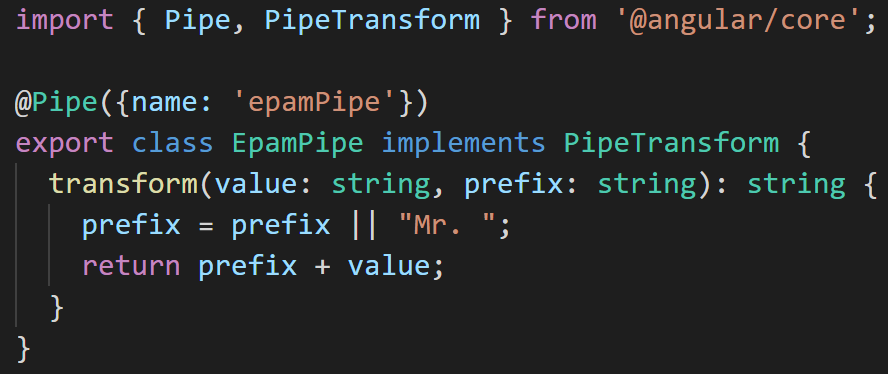 import { Pipe, PipeTransform } from '@angular/core';
@Pipe({name: 'epamPipe'})
export class EpamPipe implements PipeTransform {
transform(value: string, prefix: string): string {
prefix = prefix || "Mr. ";
return prefix + value;
}
}